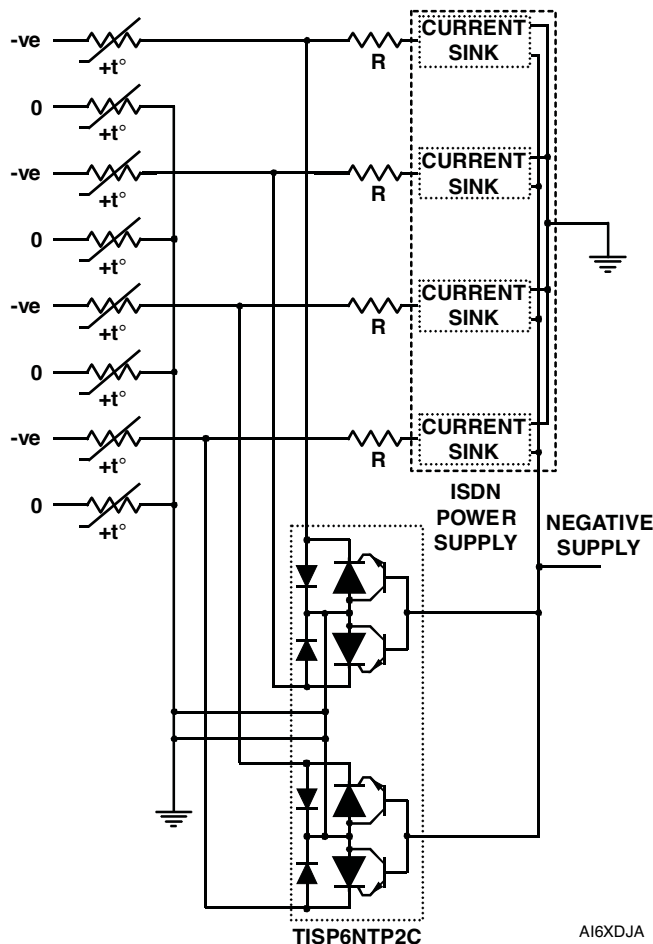 -ve
+t°
R
CURRENT
SINK
0
+t°
-ve
+t°
R
CURRENT
SINK
0
+t°
-ve
+t°
R
CURRENT
SINK
0
+t°
-ve
+t°
R
CURRENT
SINK
0
+t°
ISDN
POWER
SUPPLY
NEGATIVE
SUPPLY
TISP6NTP2C
AI6XDJA